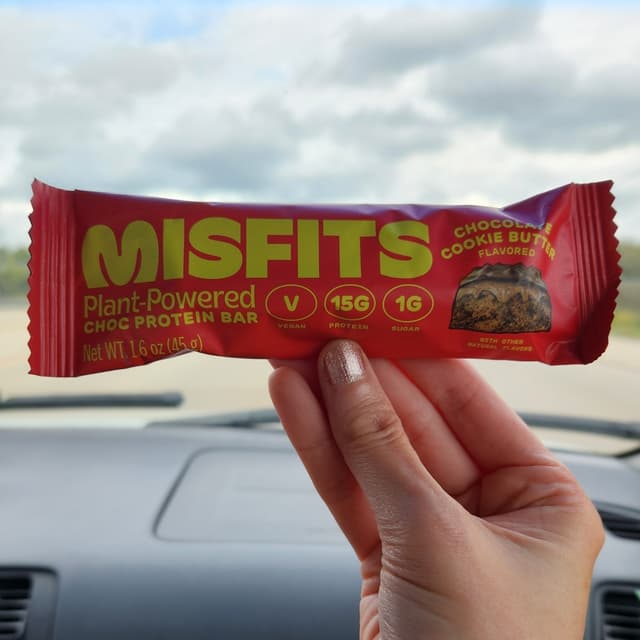 MISFITS
Plant-Powered
CHOC PROTEIN BAR
Net WT. 1.6 oz (45 g)
V
VEGAN
15G
PROTEIN
1G
SUGAR
CHOCOLATE
COOKIE BUTTER
FLAVORED
WITH OTHER
NATURAL FLAVORS